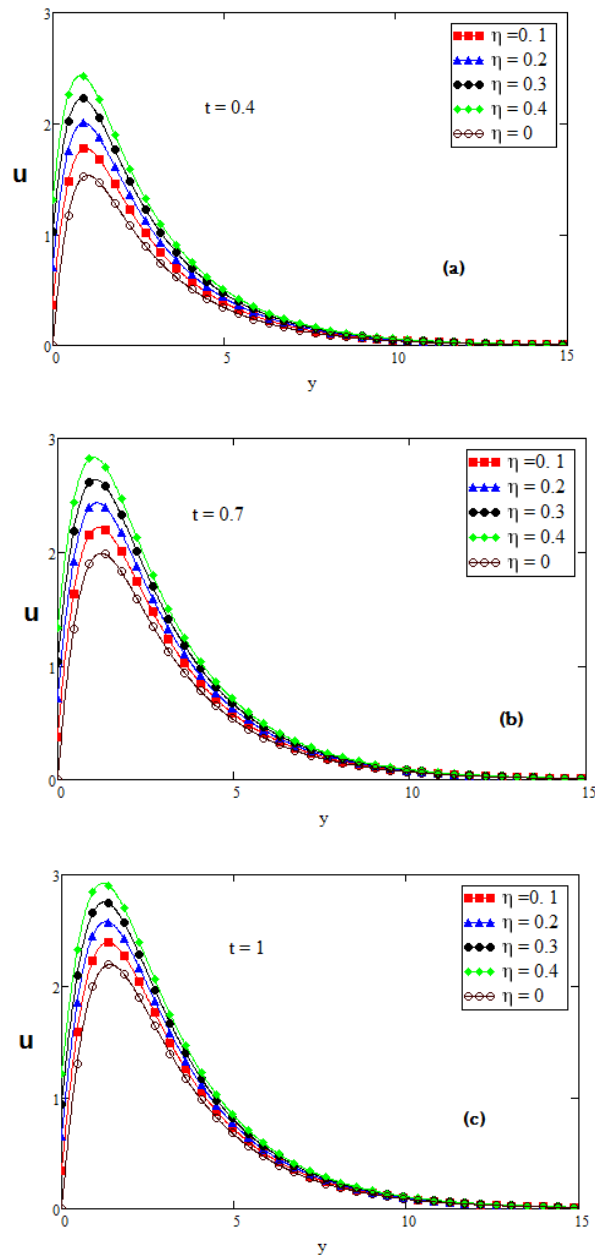 3
η =0. 1
η = 0.2
η = 0.3
η = 0.4
η = 0
t = 0.4
2
u
1
(a)
0
0 5 10 15
y
3
η =0. 1
η = 0.2
η = 0.3
η = 0.4
η = 0
t = 0.7
2
u
1
(b)
0
0 5 10 15
y
3
η =0. 1
η = 0.2
η = 0.3
η = 0.4
η = 0
t = 1
2
u
1
(c)
0
0 5 10 15
y